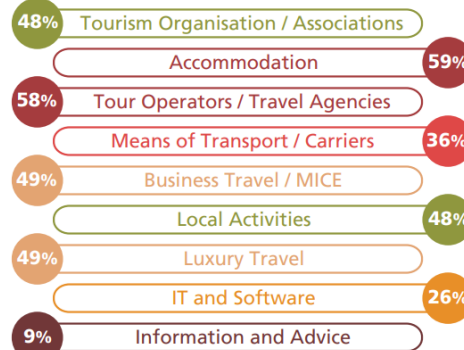 48% Tourism Organisation / Associations
Accommodation 59%
58% Tour Operators / Travel Agencies
Means of Transport / Carriers 36%
49% Business Travel / MICE
Local Activities 48%
49% Luxury Travel
IT and Software 26%
9% Information and Advice